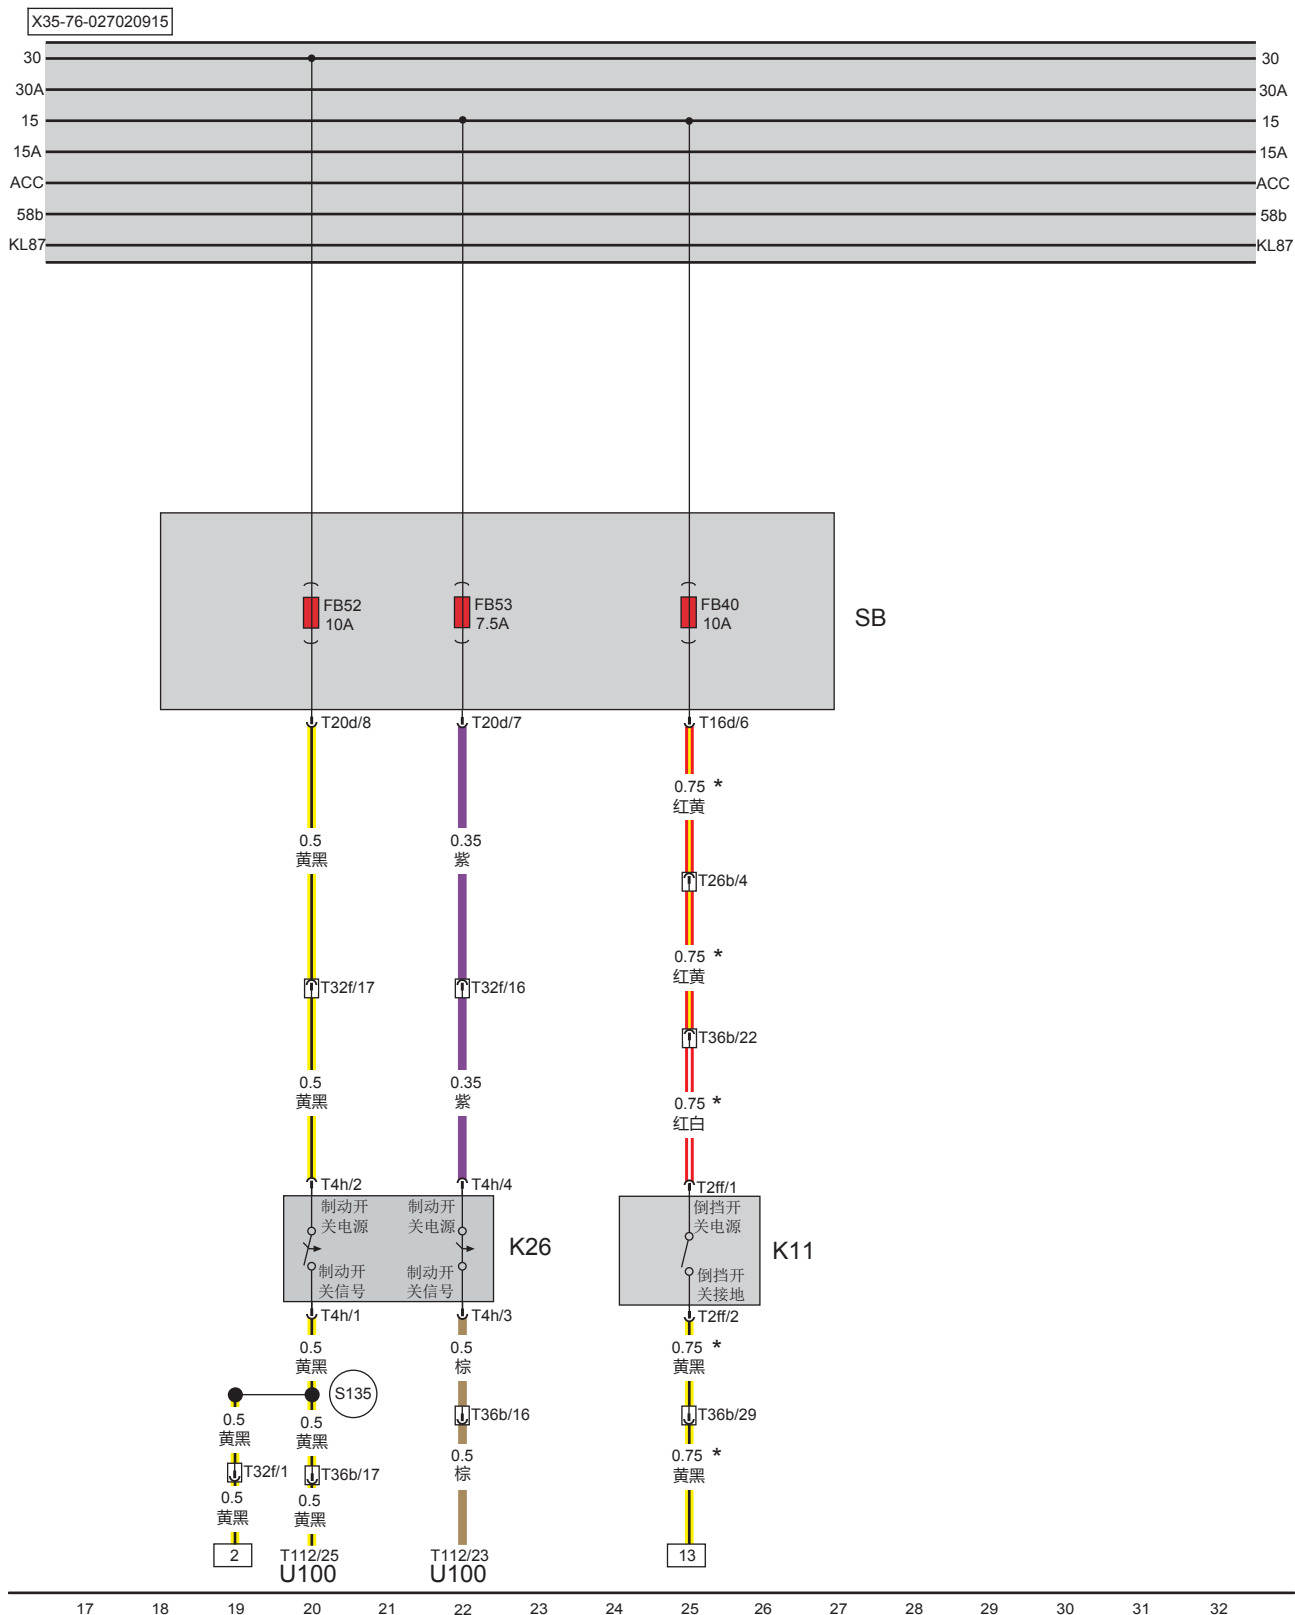 X35-76-027020915
30 30
30A 30A
15 15
15A 15A
ACC ACC
58b 58b
KL87 KL87
FB52
10A
FB53
7.5A
FB40
10A
SB
T20d/8
T20d/7
T16d/6
0.75 *
红黄
0.5
黄黑
0.35
紫
T26b/4
0.75 *
红黄
T32f/17
T32f/16
T36b/22
0.5
黄黑
0.35
紫
0.75 *
红白
T4h/2
T4h/4
T2ff/1
制动开
关电源
制动开
关电源
倒挡开
关电源
K26
K11
制动开
关信号
制动开
关信号
倒挡开
关接地
T4h/1
T4h/3
T2ff/2
0.5
黄黑
0.5
棕
0.75 *
黄黑
S135
0.5
黄黑
0.5
黄黑
T36b/16
T36b/29
0.5
棕
0.75 *
黄黑
T32f/1
T36b/17
0.5
黄黑
0.5
黄黑
2
T112/25
U100
T112/23
U100
13
17 18 19 20 21 22 23 24 25 26 27 28 29 30 31 32